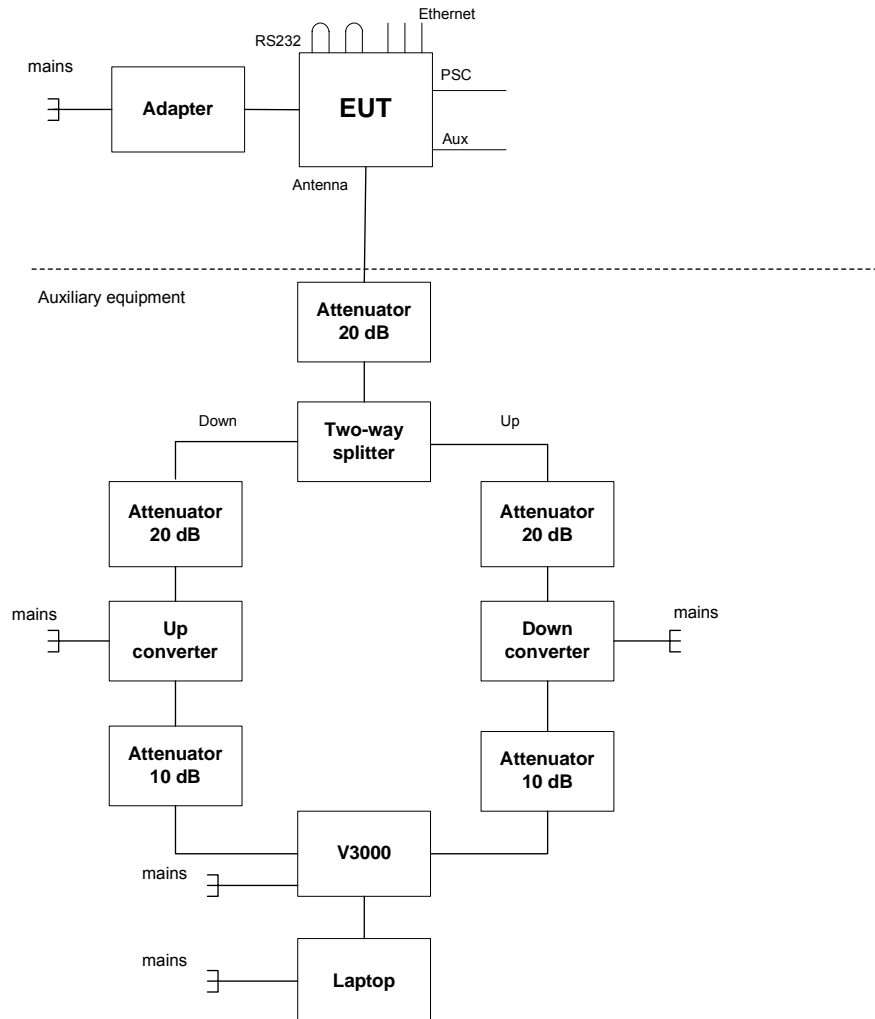 Ethernet
RS232
mains
PSC
Adapter
EUT
Aux
Antenna
Auxiliary equipment
Attenuator
20 dB
Down
Two-way
splitter
Up
Attenuator
20 dB
Attenuator
20 dB
mains
Up
converter
Down
converter
mains
Attenuator
10 dB
Attenuator
10 dB
V3000
mains
mains
Laptop